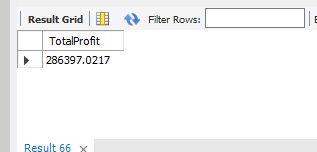 Result Grid Filter Rows:
TotalProfit
286397.0217
Result 66